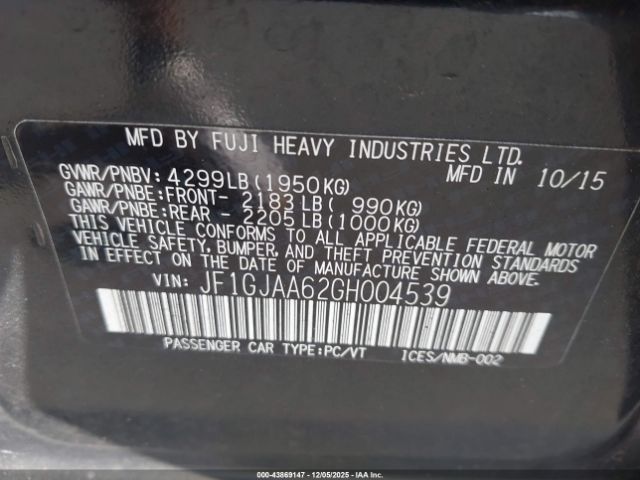 MFD BY FUJI HEAVY INDUSTRIES LTD.
MFD IN 10/15
GVWR/PNBV: 4299LB(1950KG)
GAWR/PNBE:FRONT- 2183LB( 990KG)
GAWR/PNBE:REAR - 2205LB(1000KG)
THIS VEHICLE CONFORMS TO ALL APPLICABLE FEDERAL MOTOR
VEHICLE SAFETY, BUMPER, AND THEFT PREVENTION STANDARDS
IN EFFECT ON THE DATE OF MANUFACTURE SHOWN ABOVE.
VIN: JF1GJAA62GH004539
PASSENGER CAR TYPE:PC/VT ICES/NMB-002
000-43869147 - 12/05/2025 - IAA, Inc.